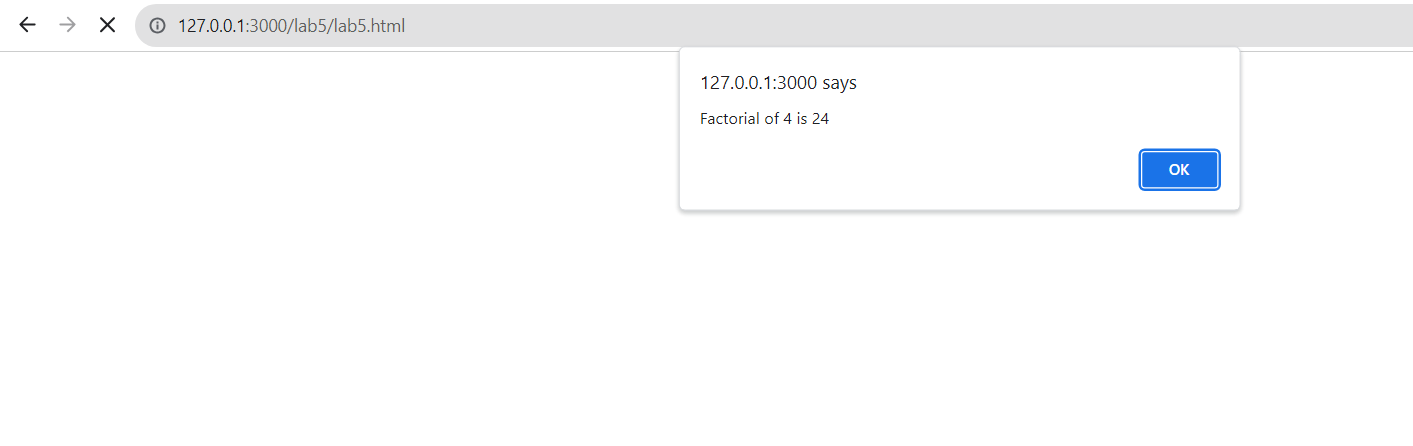 127.0.0.1:3000/lab5/lab5.html
127.0.0.1:3000 says
Factorial of 4 is 24
OK